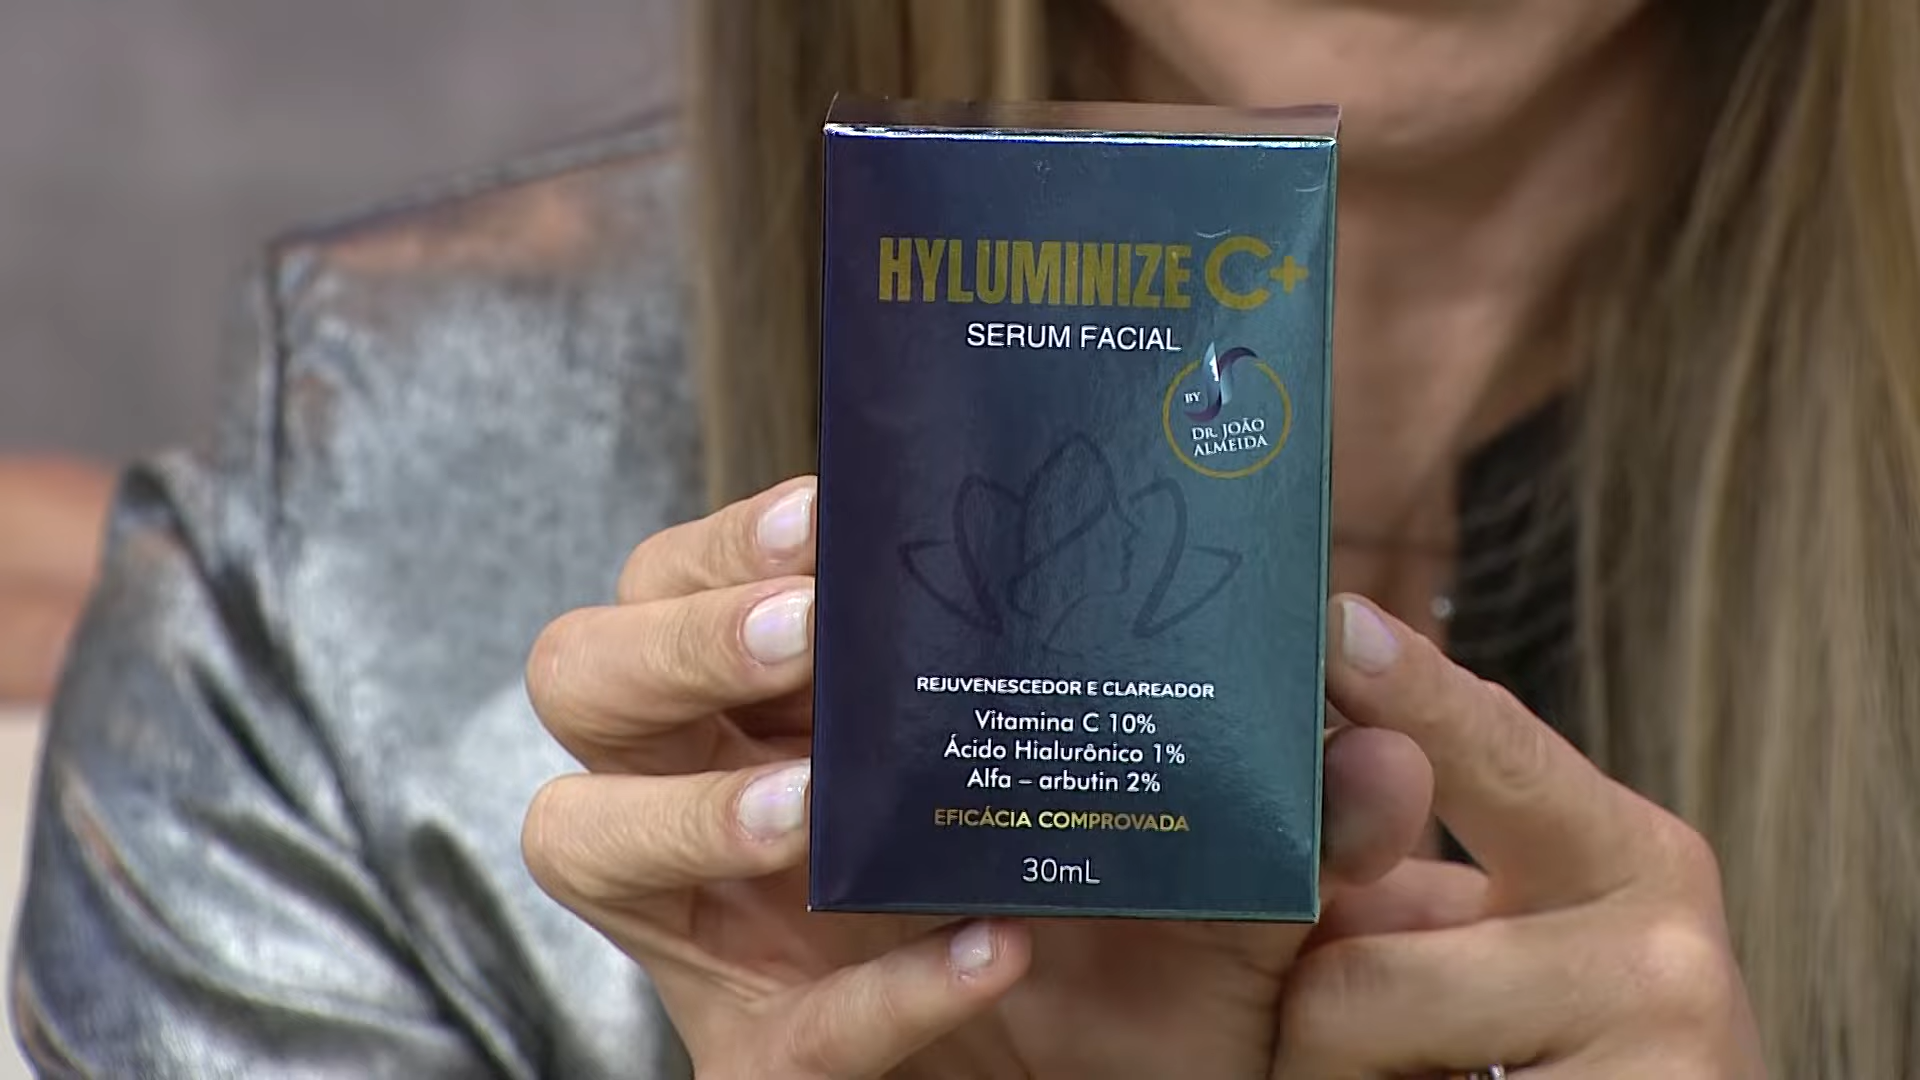 HYLUMINIZE C+
SERUM FACIAL
BY
DR. JOÃO
ALMEIDA
REJUVENESCEDOR E CLAREADOR
Vitamina C 10%
Ácido Hialurônico 1%
Alfa – arbutin 2%
EFICÁCIA COMPROVADA
30mL